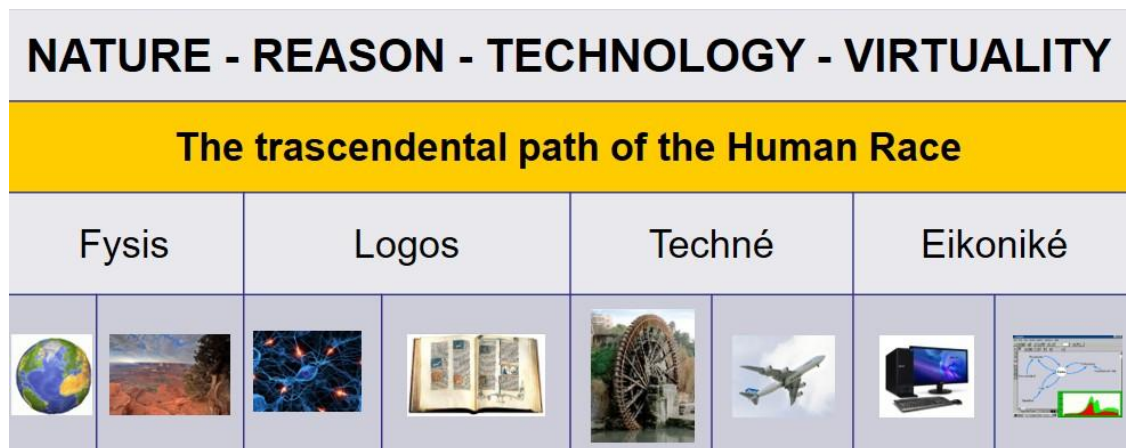 NATURE - REASON - TECHNOLOGY - VIRTUALITY
The trascendental path of the Human Race
Fysis Logos Techné Eikoniké